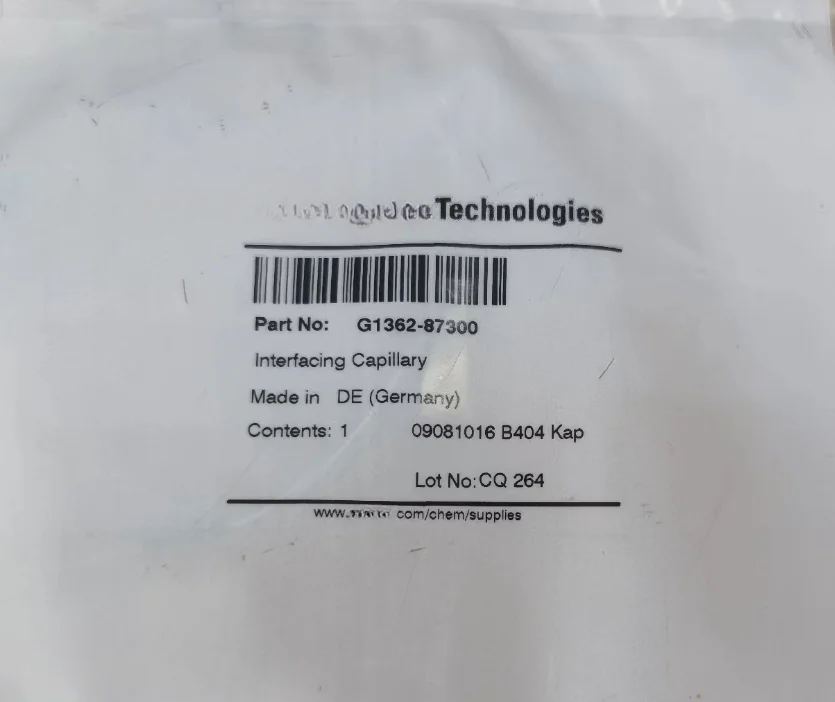 Technologies
Part No: G1362-87300
Interfacing Capillary
Made in DE (Germany)
Contents: 1 09081016 B404 Kap
Lot No:CQ 264
www. com/chem/supplies